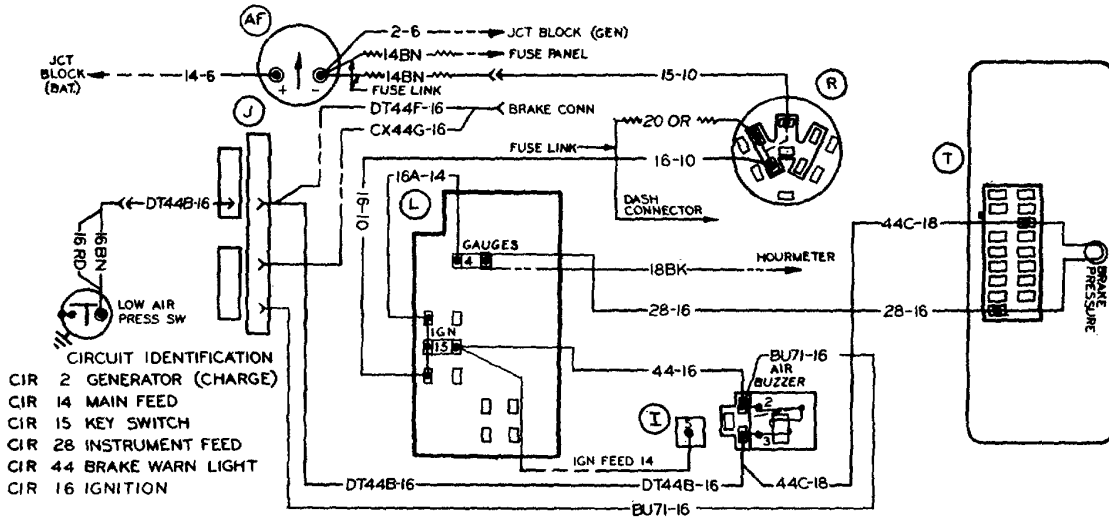 AF
2-6
JCT BLOCK (GEN)
14BN
FUSE PANEL
JCT
BLOCK
(BAT.)
14-6
+
-
14BN
15-10
FUSE LINK
R
J
DT44F-16
BRAKE CONN
CX44G-16
20 OR
FUSE LINK
16-10
T
16A-14
L
16-10
DASH
CONNECTOR
DT44B-16
16RD
16BN
44C-18
GAUGES
4
18BK
HOURMETER
28-16
28-16
BRAKE
PRESSURE
LOW AIR
PRESS SW
IGN
15
CIRCUIT IDENTIFICATION
CIR 2 GENERATOR (CHARGE)
CIR 14 MAIN FEED
CIR 15 KEY SWITCH
CIR 28 INSTRUMENT FEED
CIR 44 BRAKE WARN LIGHT
CIR 16 IGNITION
44-16
BU71-16
AIR
BUZZER
2
3
I
5
IGN FEED 14
DT44B-16
DT44B-16
44C-18
BU71-16